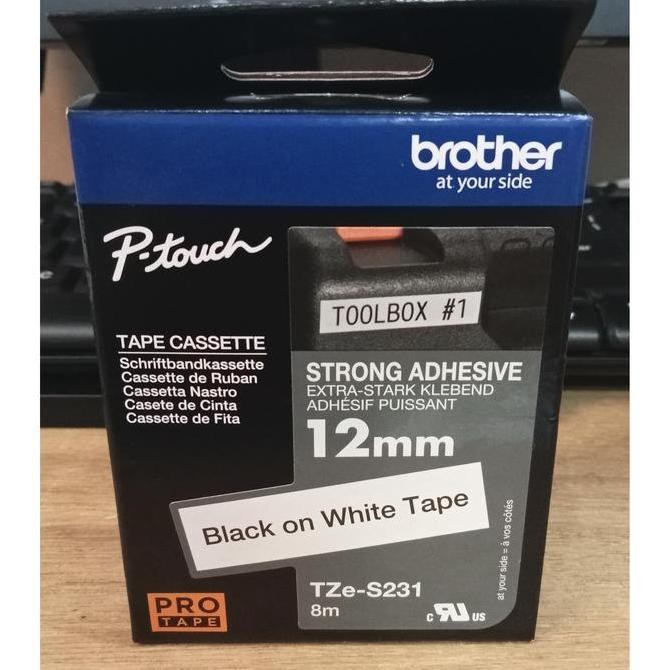 brother
at your side
P-touch
TOOLBOX #1
TAPE CASSETTE
Schriftbandkassette
Cassette de Ruban
Cassetta Nastro
Casete de Cinta
Cassette de Fita
STRONG ADHESIVE
EXTRA-STARK KLEBEND
ADHÉSIF PUISSANT
12mm
Black on White Tape
TZe-S231
8m
PRO
TAPE
c RU US
at your side = à vos côtés